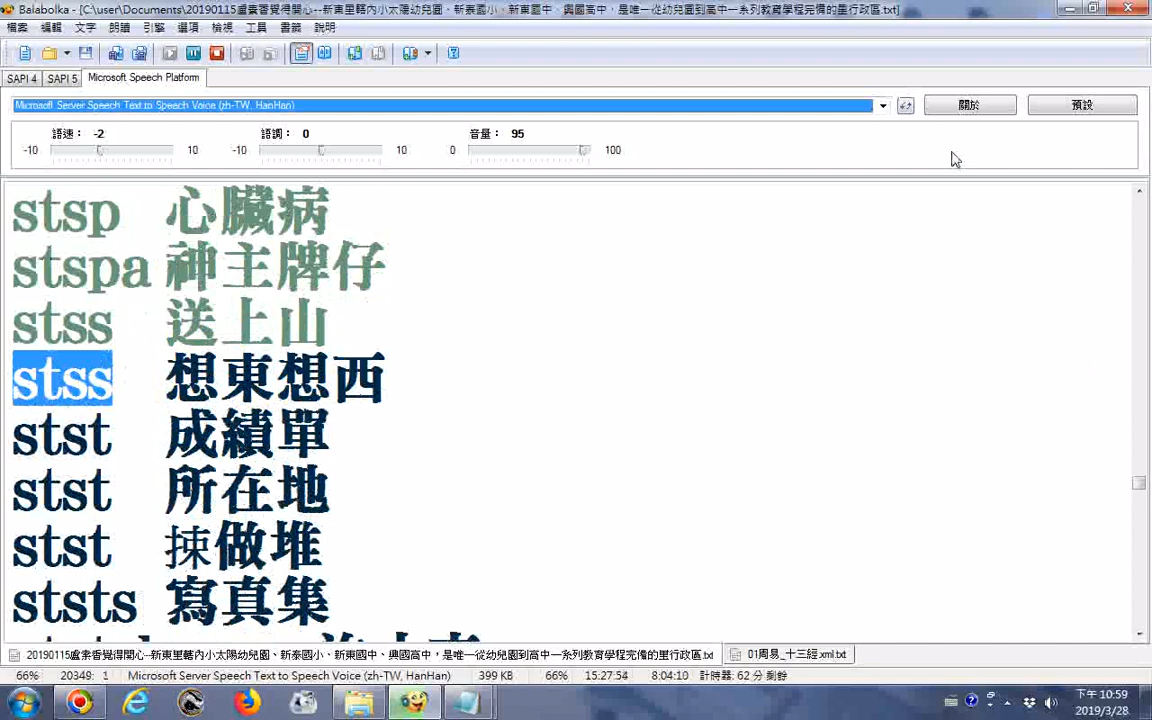 Balabolka - [C:\user\Documents\20190115盧素香覺得開心--新東里轄內小太陽幼兒園、新泰國小、新東國中、興國高中，是唯一從幼兒園到高中一系列教育學程完備的里行政區.txt]
檔案 編輯 文字 朗讀 引擎 選項 檢視 工具 書籤 說明
SAPI 4 SAPI 5 Microsoft Speech Platform
Microsoft Server Speech Text to Speech Voice (zh-TW, HanHan) 關於 預設
語速： -2 語調： 0 音量： 95
-10 10 -10 10 0 100
stsp 心臟病
stspa 神主牌仔
stss 送上山
stss 想東想西
stst 成績單
stst 所在地
stst 揀做堆
ststs 寫真集
20190115盧素香覺得開心--新東里轄內小太陽幼兒園、新泰國小、新東國中、興國高中，是唯一從幼兒園到高中一系列教育學程完備的里行政區.txt 01周易_十三經.txt
66% 20349: 1 Microsoft Server Speech Text to Speech Voice (zh-TW, HanHan) 399 KB 66% 15:27:54 8:04:10 計時器: 62 分 剩餘
下午 10:59
2019/3/28